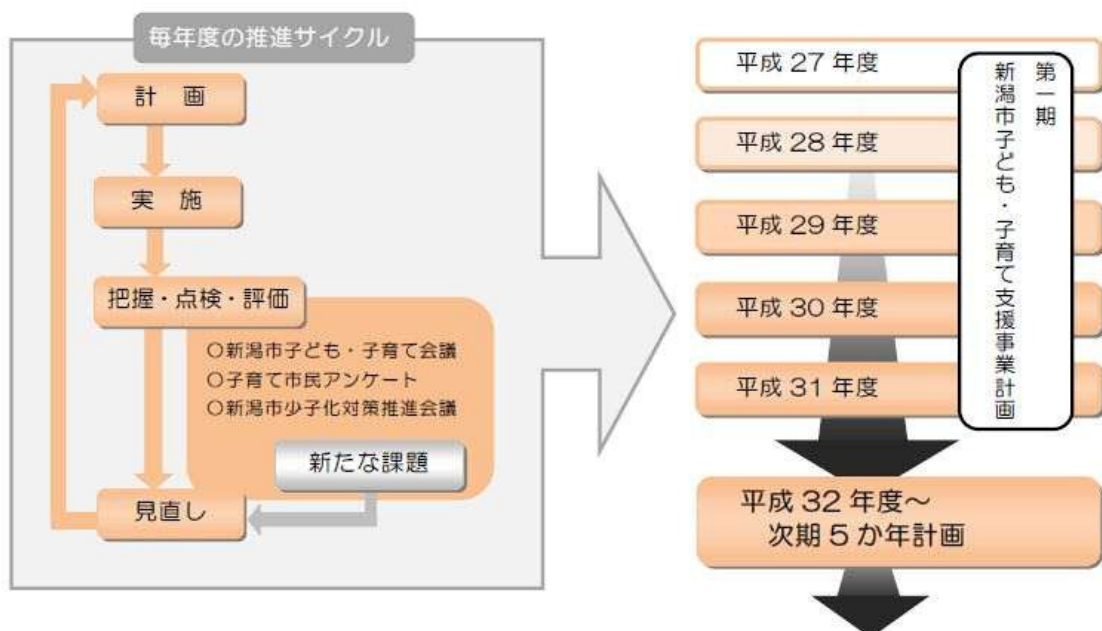 毎年度の推進サイクル
計 画
実 施
把握・点検・評価
○新潟市子ども・子育て会議
○子育て市民アンケート
○新潟市少子化対策推進会議
新たな課題
見直し
平成 27 年度
平成 28 年度
平成 29 年度
平成 30 年度
平成 31 年度
第一期
新潟市子ども・子育て支援事業計画
平成 32 年度～
次期 5 か年計画